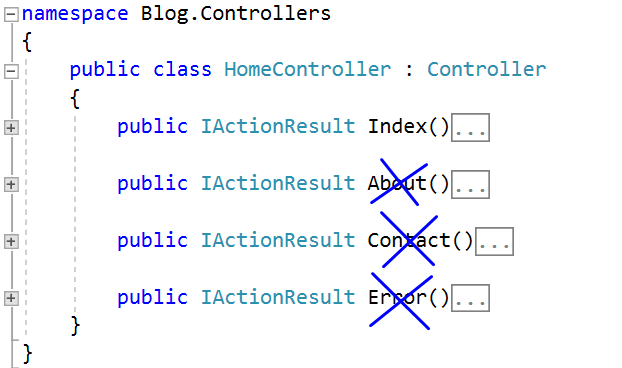 namespace Blog.Controllers
{
public class HomeController : Controller
{
public IActionResult Index()...
public IActionResult About()...
public IActionResult Contact()...
public IActionResult Error()...
}
}